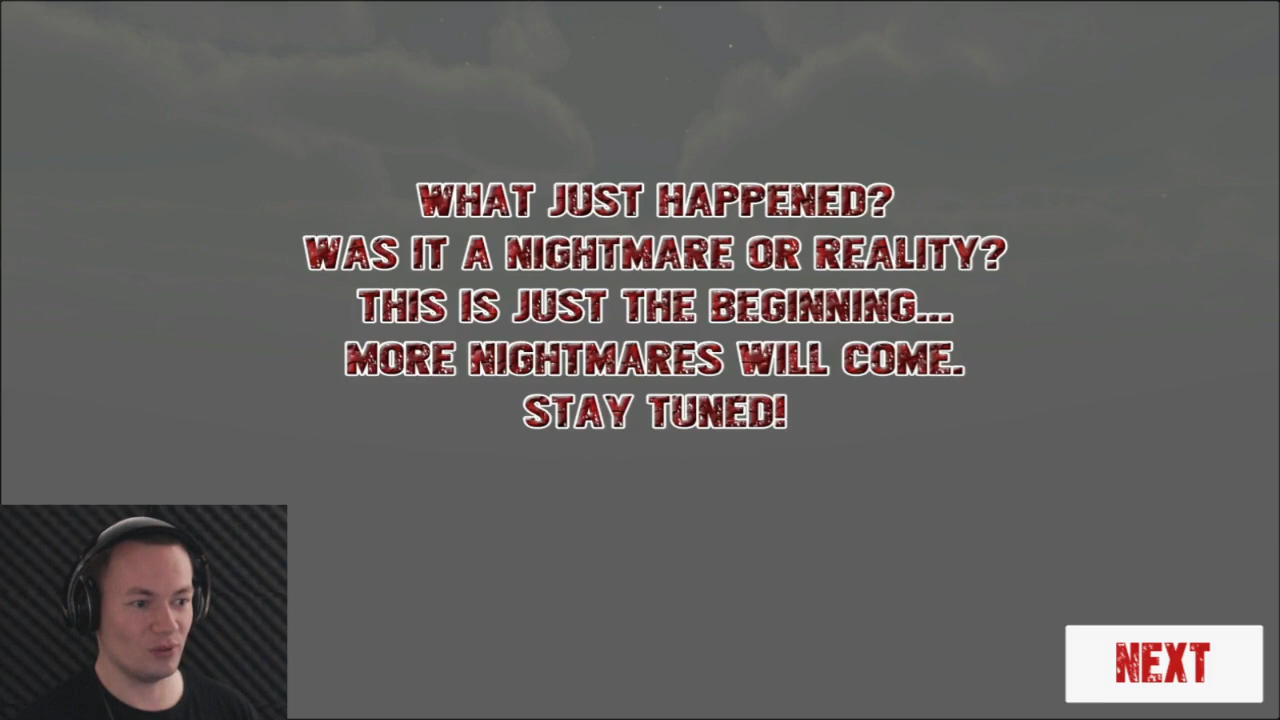 WHAT JUST HAPPENED?
WAS IT A NIGHTMARE OR REALITY?
THIS IS JUST THE BEGINNING...
MORE NIGHTMARES WILL COME.
STAY TUNED!
NEXT